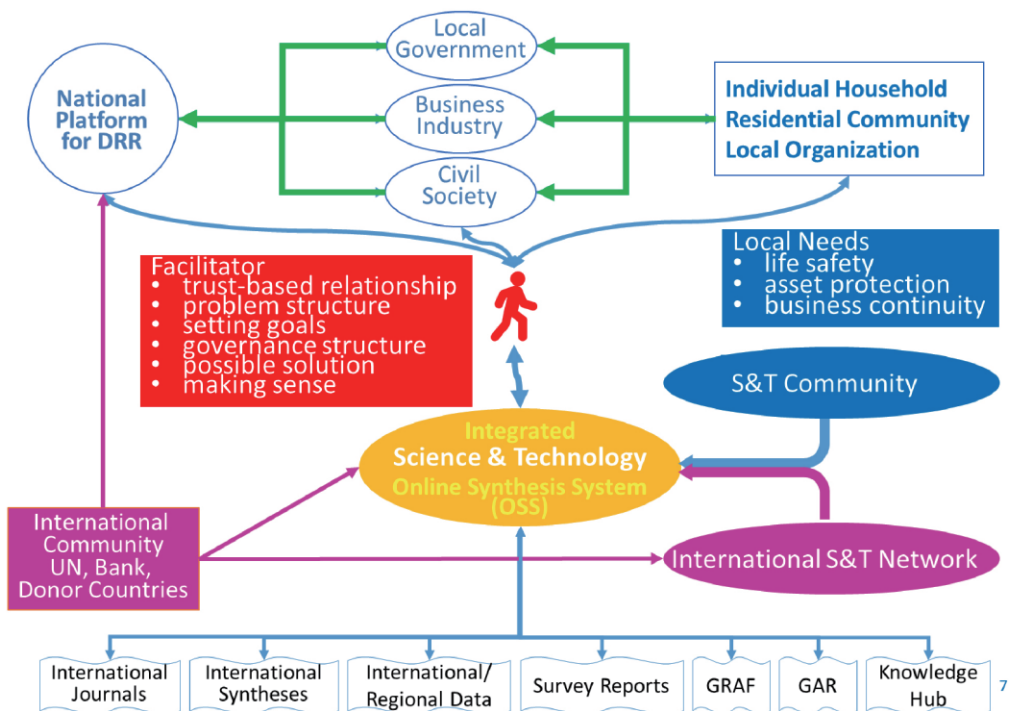 Local
Government
National
Platform
for DRR
Business
Industry
Individual Household
Residential Community
Local Organization
Civil
Society
Facilitator
• trust-based relationship
• problem structure
• setting goals
• governance structure
• possible solution
• making sense
Local Needs
• life safety
• asset protection
• business continuity
S&T Community
Integrated
Science & Technology
Online Synthesis System
(OSS)
International
Community
UN, Bank,
Donor Countries
International S&T Network
International
Journals
International
Syntheses
International/
Regional Data
Survey Reports
GRAF
GAR
Knowledge
Hub
7